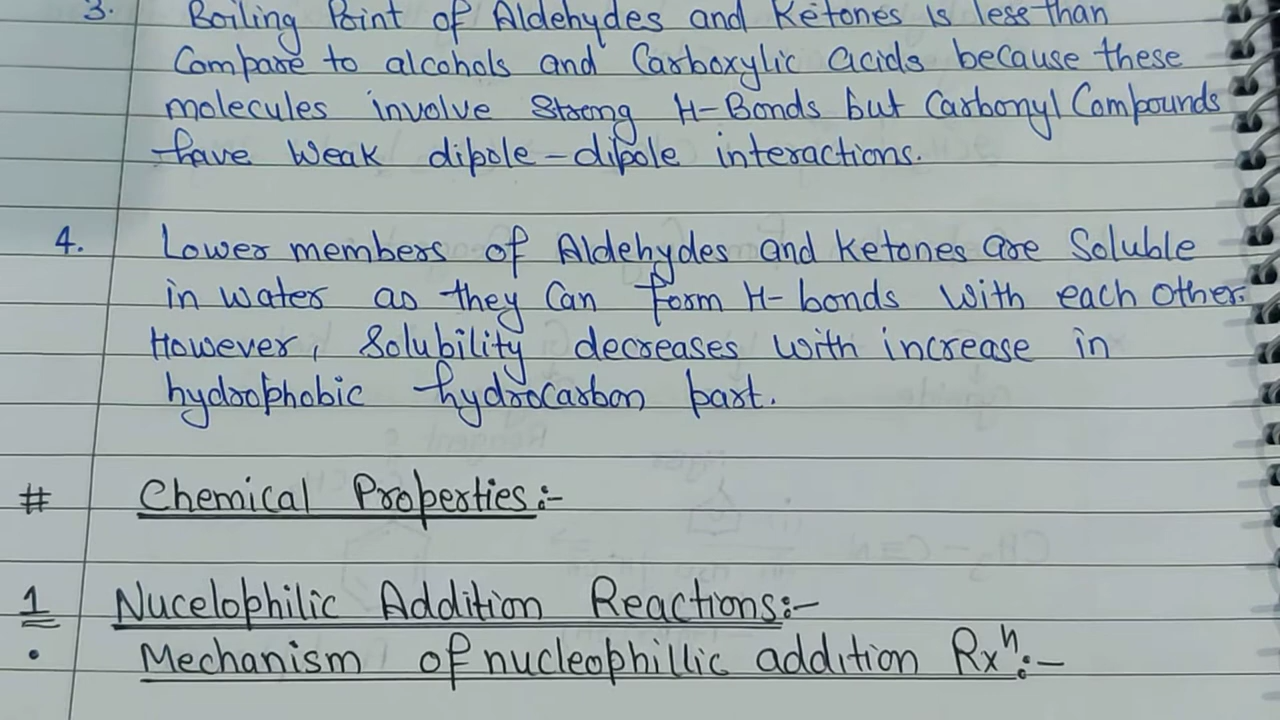 3. Boiling Point of Aldehydes and Ketones is less than
Compare to alcohols and Carboxylic acids because these
molecules involve Strong H-Bonds but Carbonyl Compounds
have Weak dipole-dipole interactions.
4. Lower members of Aldehydes and Ketones are Soluble
in water as they Can form H-bonds with each other.
However, Solubility decreases with increase in
hydrophobic hydrocarbon part.
# Chemical Properties:-
1 Nucelophilic Addition Reactions:-
• Mechanism of nucleophillic addition Rxⁿ:-